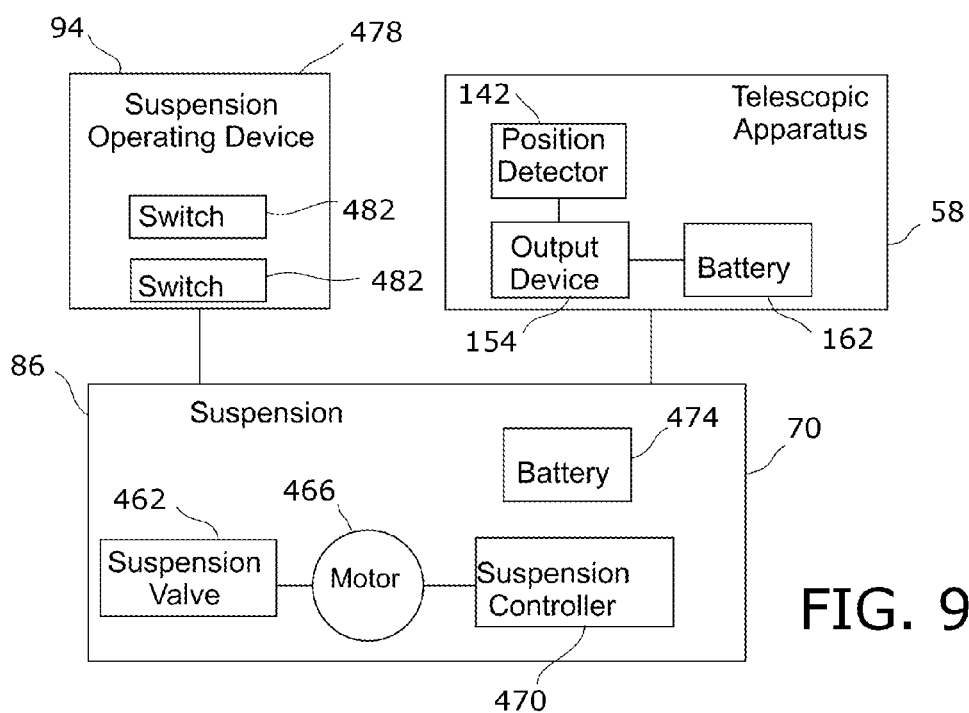 94
478
Suspension
Operating Device
Switch
482
Switch
482
142
Telescopic
Apparatus
Position
Detector
58
Output
Device
Battery
154
162
86
Suspension
70
474
Battery
462
466
Suspension
Valve
Motor
Suspension
Controller
470
FIG. 9